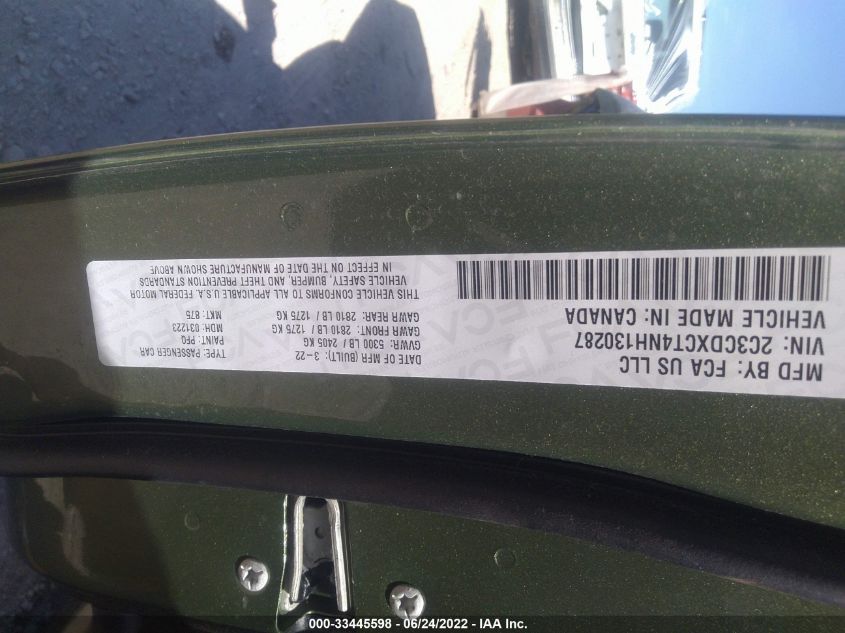 MFD BY: FCA US LLC
VIN: 2C3CDXCT4NH130287
VEHICLE MADE IN: CANADA
DATE OF MFR (BUILT): 3-22
GVWR: 5300 LB / 2405 KG
GAWR FRONT: 2810 LB / 1275 KG
GAWR REAR: 2810 LB / 1275 KG
TYPE: PASSENGER CAR
PAINT: PFQ
MDH: 031223
MKT: 875
THIS VEHICLE CONFORMS TO ALL APPLICABLE U.S.A. FEDERAL MOTOR
VEHICLE SAFETY, BUMPER, AND THEFT PREVENTION STANDARDS
IN EFFECT ON THE DATE OF MANUFACTURE SHOWN ABOVE
000-33445598 - 06/24/2022 - IAA Inc.